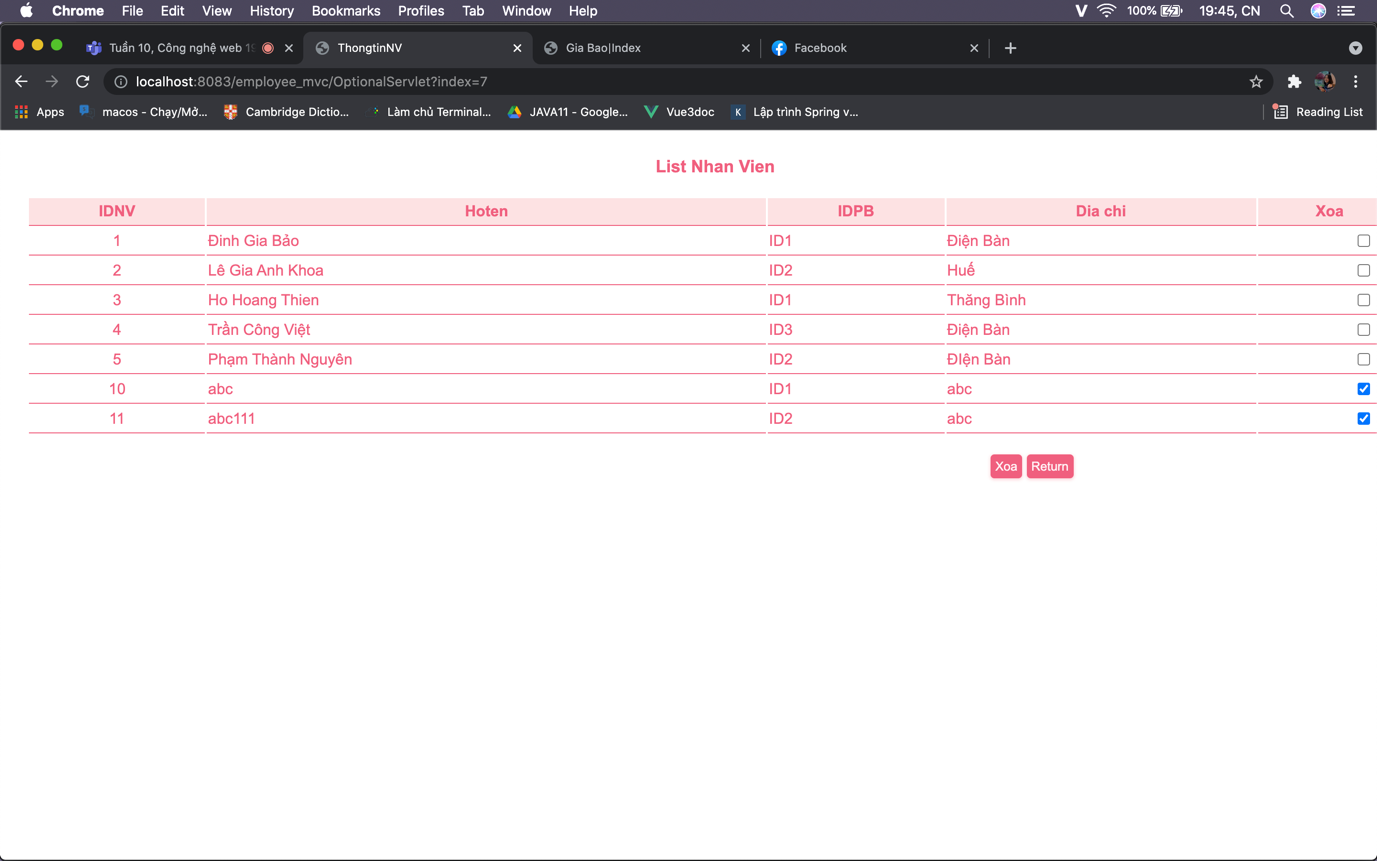 Chrome File Edit View History Bookmarks Profiles Tab Window Help 100% 19:45, CN
Tuần 10, Công nghệ web 19 ThongtinNV Gia Bao|Index Facebook
localhost:8083/employee_mvc/OptionalServlet?index=7
Apps macos - Chạy/Mở... Cambridge Dictio... Làm chủ Terminal... JAVA11 - Google... Vue3doc K Lập trình Spring v... Reading List
List Nhan Vien
IDNV Hoten IDPB Dia chi Xoa
1 Đinh Gia Bảo ID1 Điện Bàn
2 Lê Gia Anh Khoa ID2 Huế
3 Ho Hoang Thien ID1 Thăng Bình
4 Trần Công Việt ID3 Điện Bàn
5 Phạm Thành Nguyên ID2 ĐIện Bàn
10 abc ID1 abc
11 abc111 ID2 abc
Xoa Return